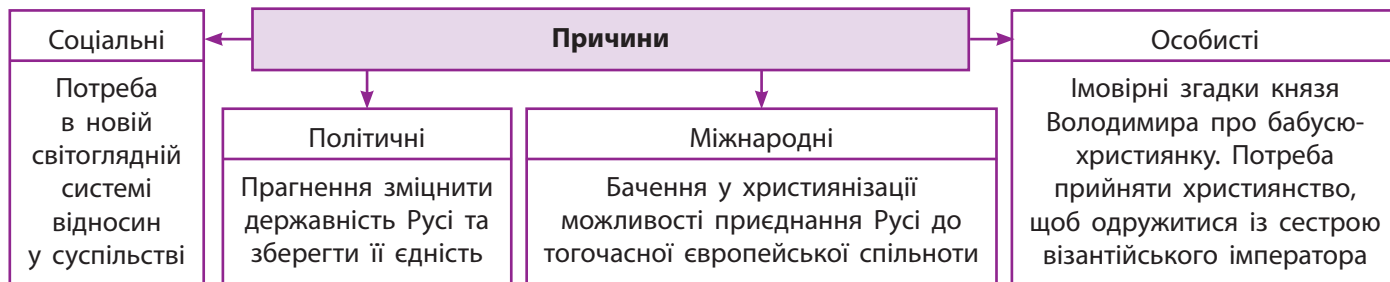 Причини
Соціальні
Потреба
в новій
світоглядній
системі
відносин
у суспільстві
Політичні
Прагнення зміцнити
державність Русі та
зберегти її єдність
Міжнародні
Бачення у християнізації
можливості приєднання Русі до
тогочасної європейської спільноти
Особисті
Імовірні згадки князя
Володимира про бабусю-
християнку. Потреба
прийняти християнство,
щоб одружитися із сестрою
візантійського імператора